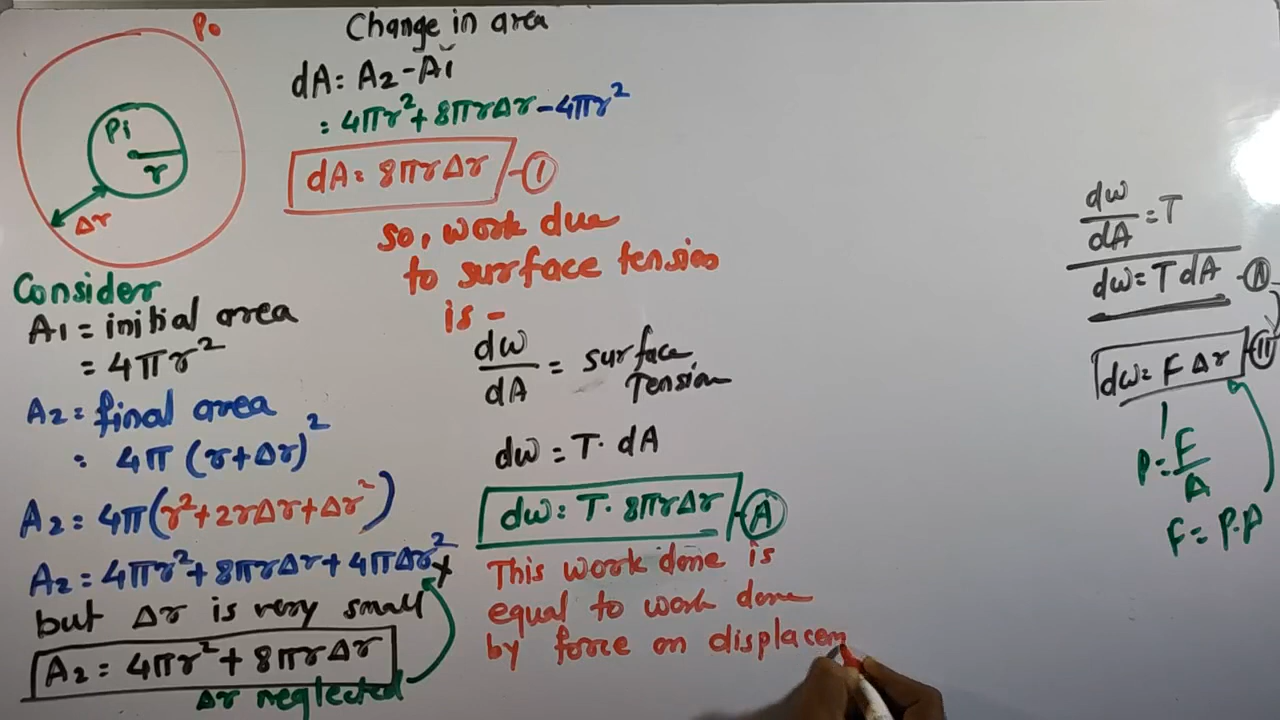 Po
Pi
r
Δr
Consider
A1 = initial area
= 4πr²
A2 = final area
= 4π (r+Δr)²
A2 = 4π(r²+2rΔr+Δr²)
A2 = 4πr²+8πrΔr+4πΔr²
but Δr is very small
A2 = 4πr²+8πrΔr
Δr neglected
Change in area
dA = A2-A1
= 4πr²+8πrΔr-4πr²
dA = 8πrΔr - I
So, work due
to surface tension
is -
dw/dA = surface
Tension
dw = T· dA
dw = T· 8πrΔr - A
This work done is
equal to work done
by force on displacem
dw/dA = T
dw = T dA
dw = F Δr - II
P = F/A
F = P·A